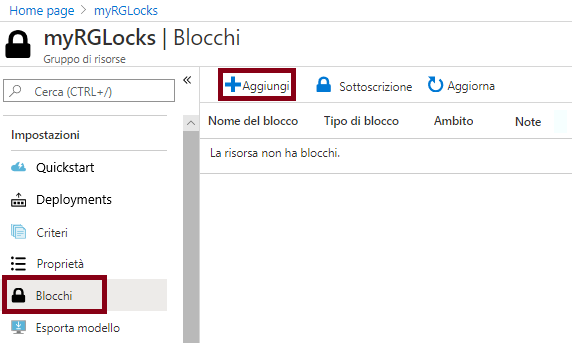 Home page > myRGLocks >
myRGLocks | Blocchi
Gruppo di risorse
Cerca (CTRL+/)
«
Aggiungi Sottoscrizione Aggiorna
Impostazioni
Quickstart
Deployments
Criteri
Proprietà
Blocchi
Esporta modello
Nome del blocco Tipo di blocco Ambito Note
La risorsa non ha blocchi.